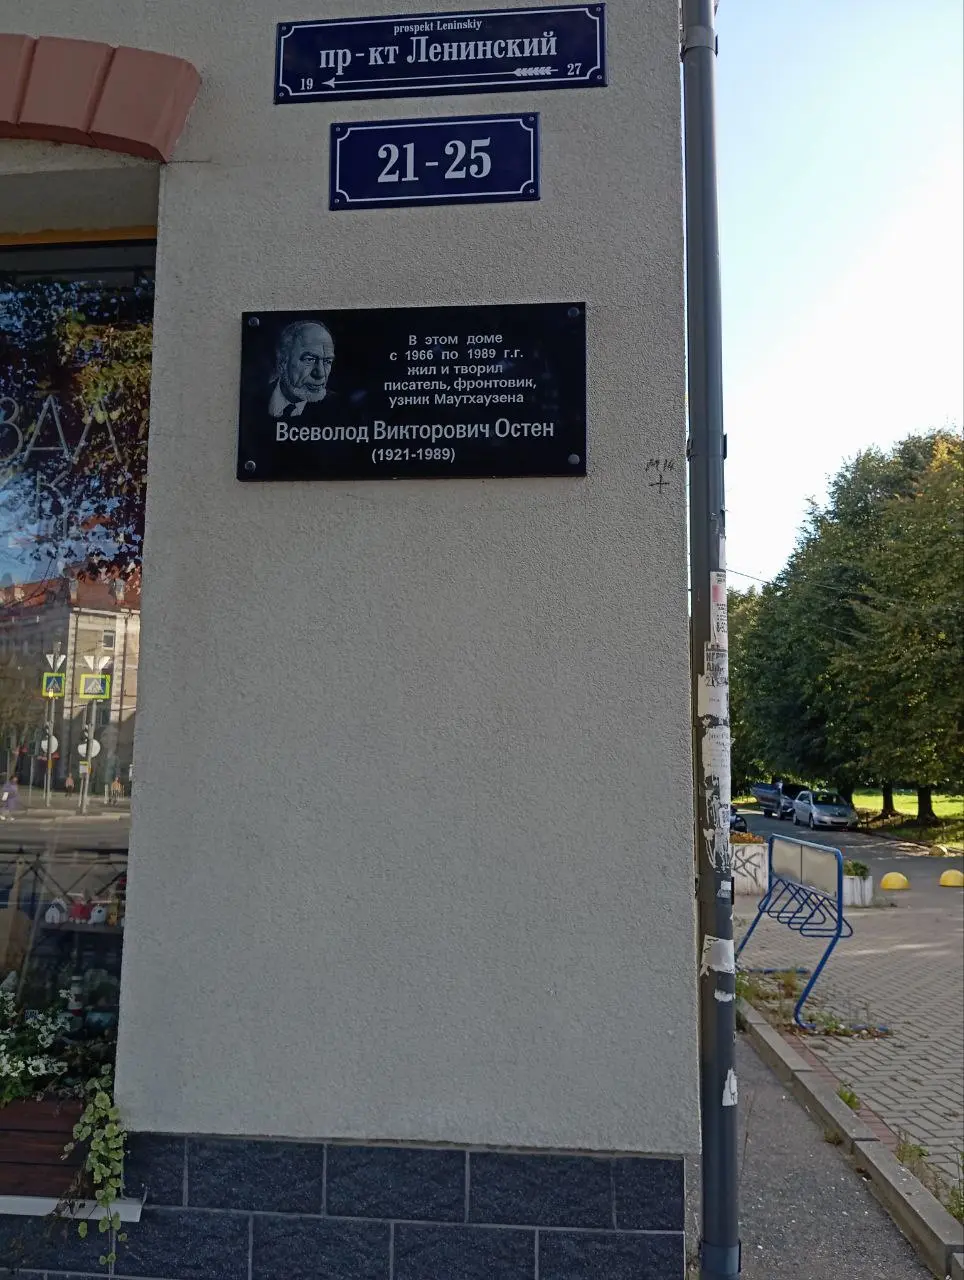 prospekt Leninskiy
пр-кт Ленинский
19 27
21-25
В этом доме
с 1966 по 1989 г.г.
жил и творил
писатель, фронтовик,
узник Маутхаузена
Всеволод Викторович Остен
(1921-1989)